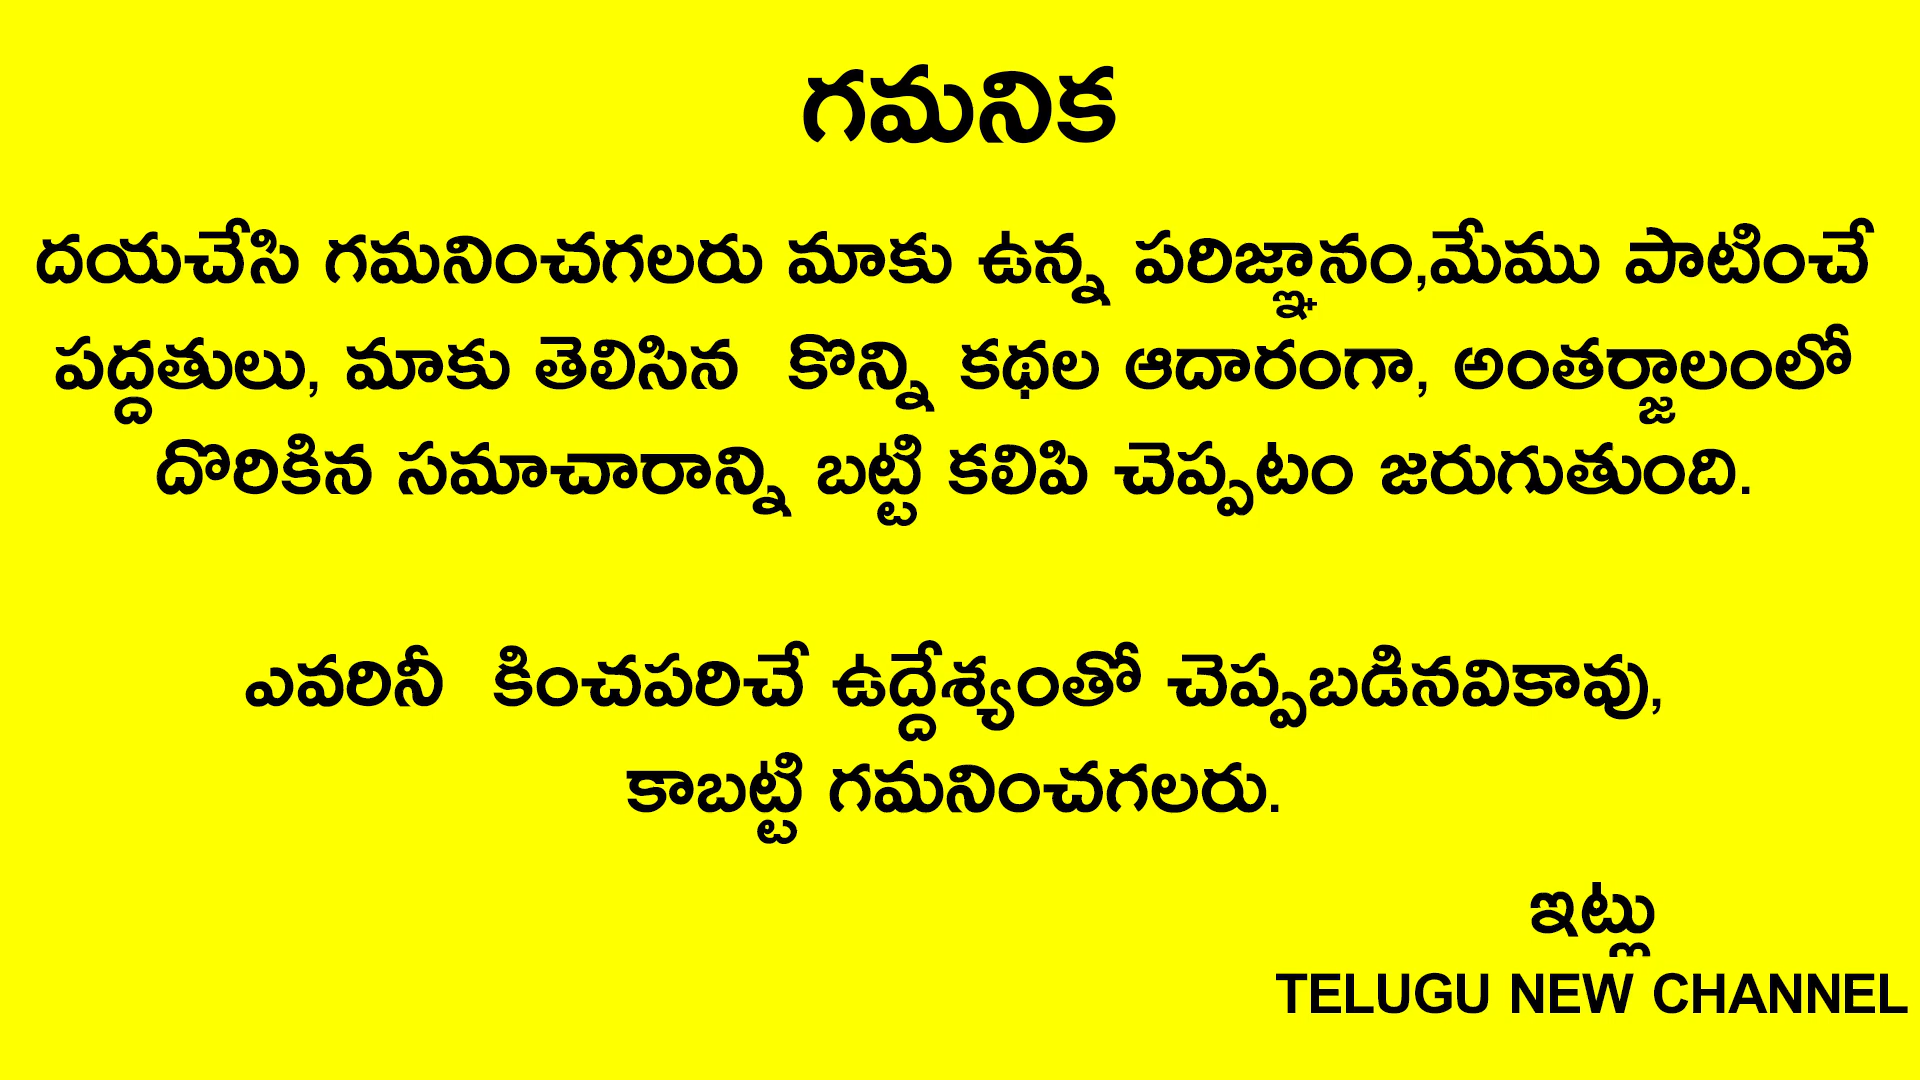 గమనిక
దయచేసి గమనించగలరు మాకు ఉన్న పరిజ్ఞానం,మేము పాటించే
పద్దతులు, మాకు తెలిసిన కొన్ని కథల ఆదారంగా, అంతర్జాలంలో
దొరికిన సమాచారాన్ని బట్టి కలిపి చెప్పటం జరుగుతుంది.
ఎవరినీ కించపరిచే ఉద్దేశ్యంతో చెప్పబడినవికావు,
కాబట్టి గమనించగలరు.
ఇట్లు
TELUGU NEW CHANNEL